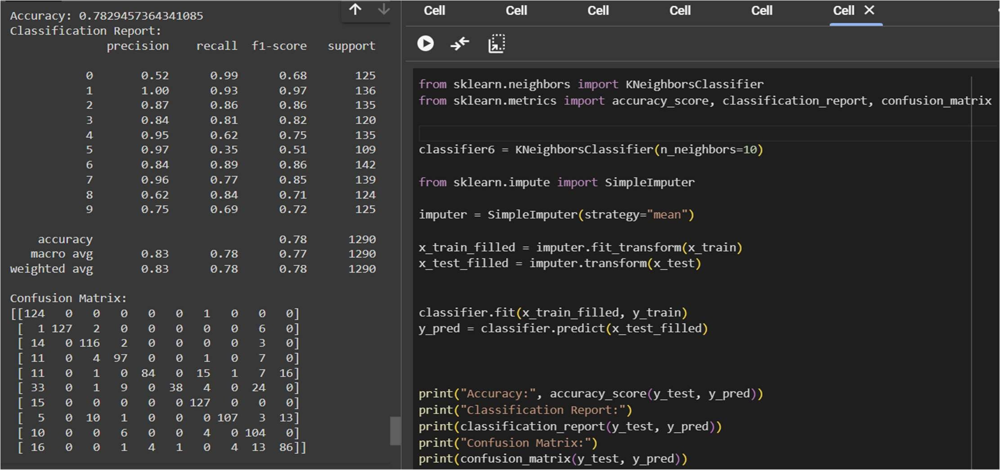 Accuracy: 0.7829457364341085
Classification Report:
precision recall f1-score support
0 0.52 0.99 0.68 125
1 1.00 0.93 0.97 136
2 0.87 0.86 0.86 135
3 0.84 0.81 0.82 120
4 0.95 0.62 0.75 135
5 0.97 0.35 0.51 109
6 0.84 0.89 0.86 142
7 0.96 0.77 0.85 139
8 0.62 0.84 0.71 124
9 0.75 0.69 0.72 125
accuracy 0.78 1290
macro avg 0.83 0.78 0.77 1290
weighted avg 0.83 0.78 0.78 1290
Confusion Matrix:
[[124 0 0 0 0 0 1 0 0 0]
[ 1 127 2 0 0 0 0 0 6 0]
[ 14 0 116 2 0 0 0 0 3 0]
[ 11 0 4 97 0 0 1 0 7 0]
[ 11 0 1 0 84 0 15 1 7 16]
[ 33 0 1 9 0 38 4 0 24 0]
[ 15 0 0 0 0 0 127 0 0 0]
[ 5 0 10 1 0 0 0 107 3 13]
[ 10 0 0 6 0 0 4 0 104 0]
[ 16 0 0 1 4 1 0 4 13 86]]
Cell Cell Cell Cell Cell Cell
from sklearn.neighbors import KNeighborsClassifier
from sklearn.metrics import accuracy_score, classification_report, confusion_matrix
classifier6 = KNeighborsClassifier(n_neighbors=10)
from sklearn.impute import SimpleImputer
imputer = SimpleImputer(strategy="mean")
x_train_filled = imputer.fit_transform(x_train)
x_test_filled = imputer.transform(x_test)
classifier.fit(x_train_filled, y_train)
y_pred = classifier.predict(x_test_filled)
print("Accuracy:", accuracy_score(y_test, y_pred))
print("Classification Report:")
print(classification_report(y_test, y_pred))
print("Confusion Matrix:")
print(confusion_matrix(y_test, y_pred))